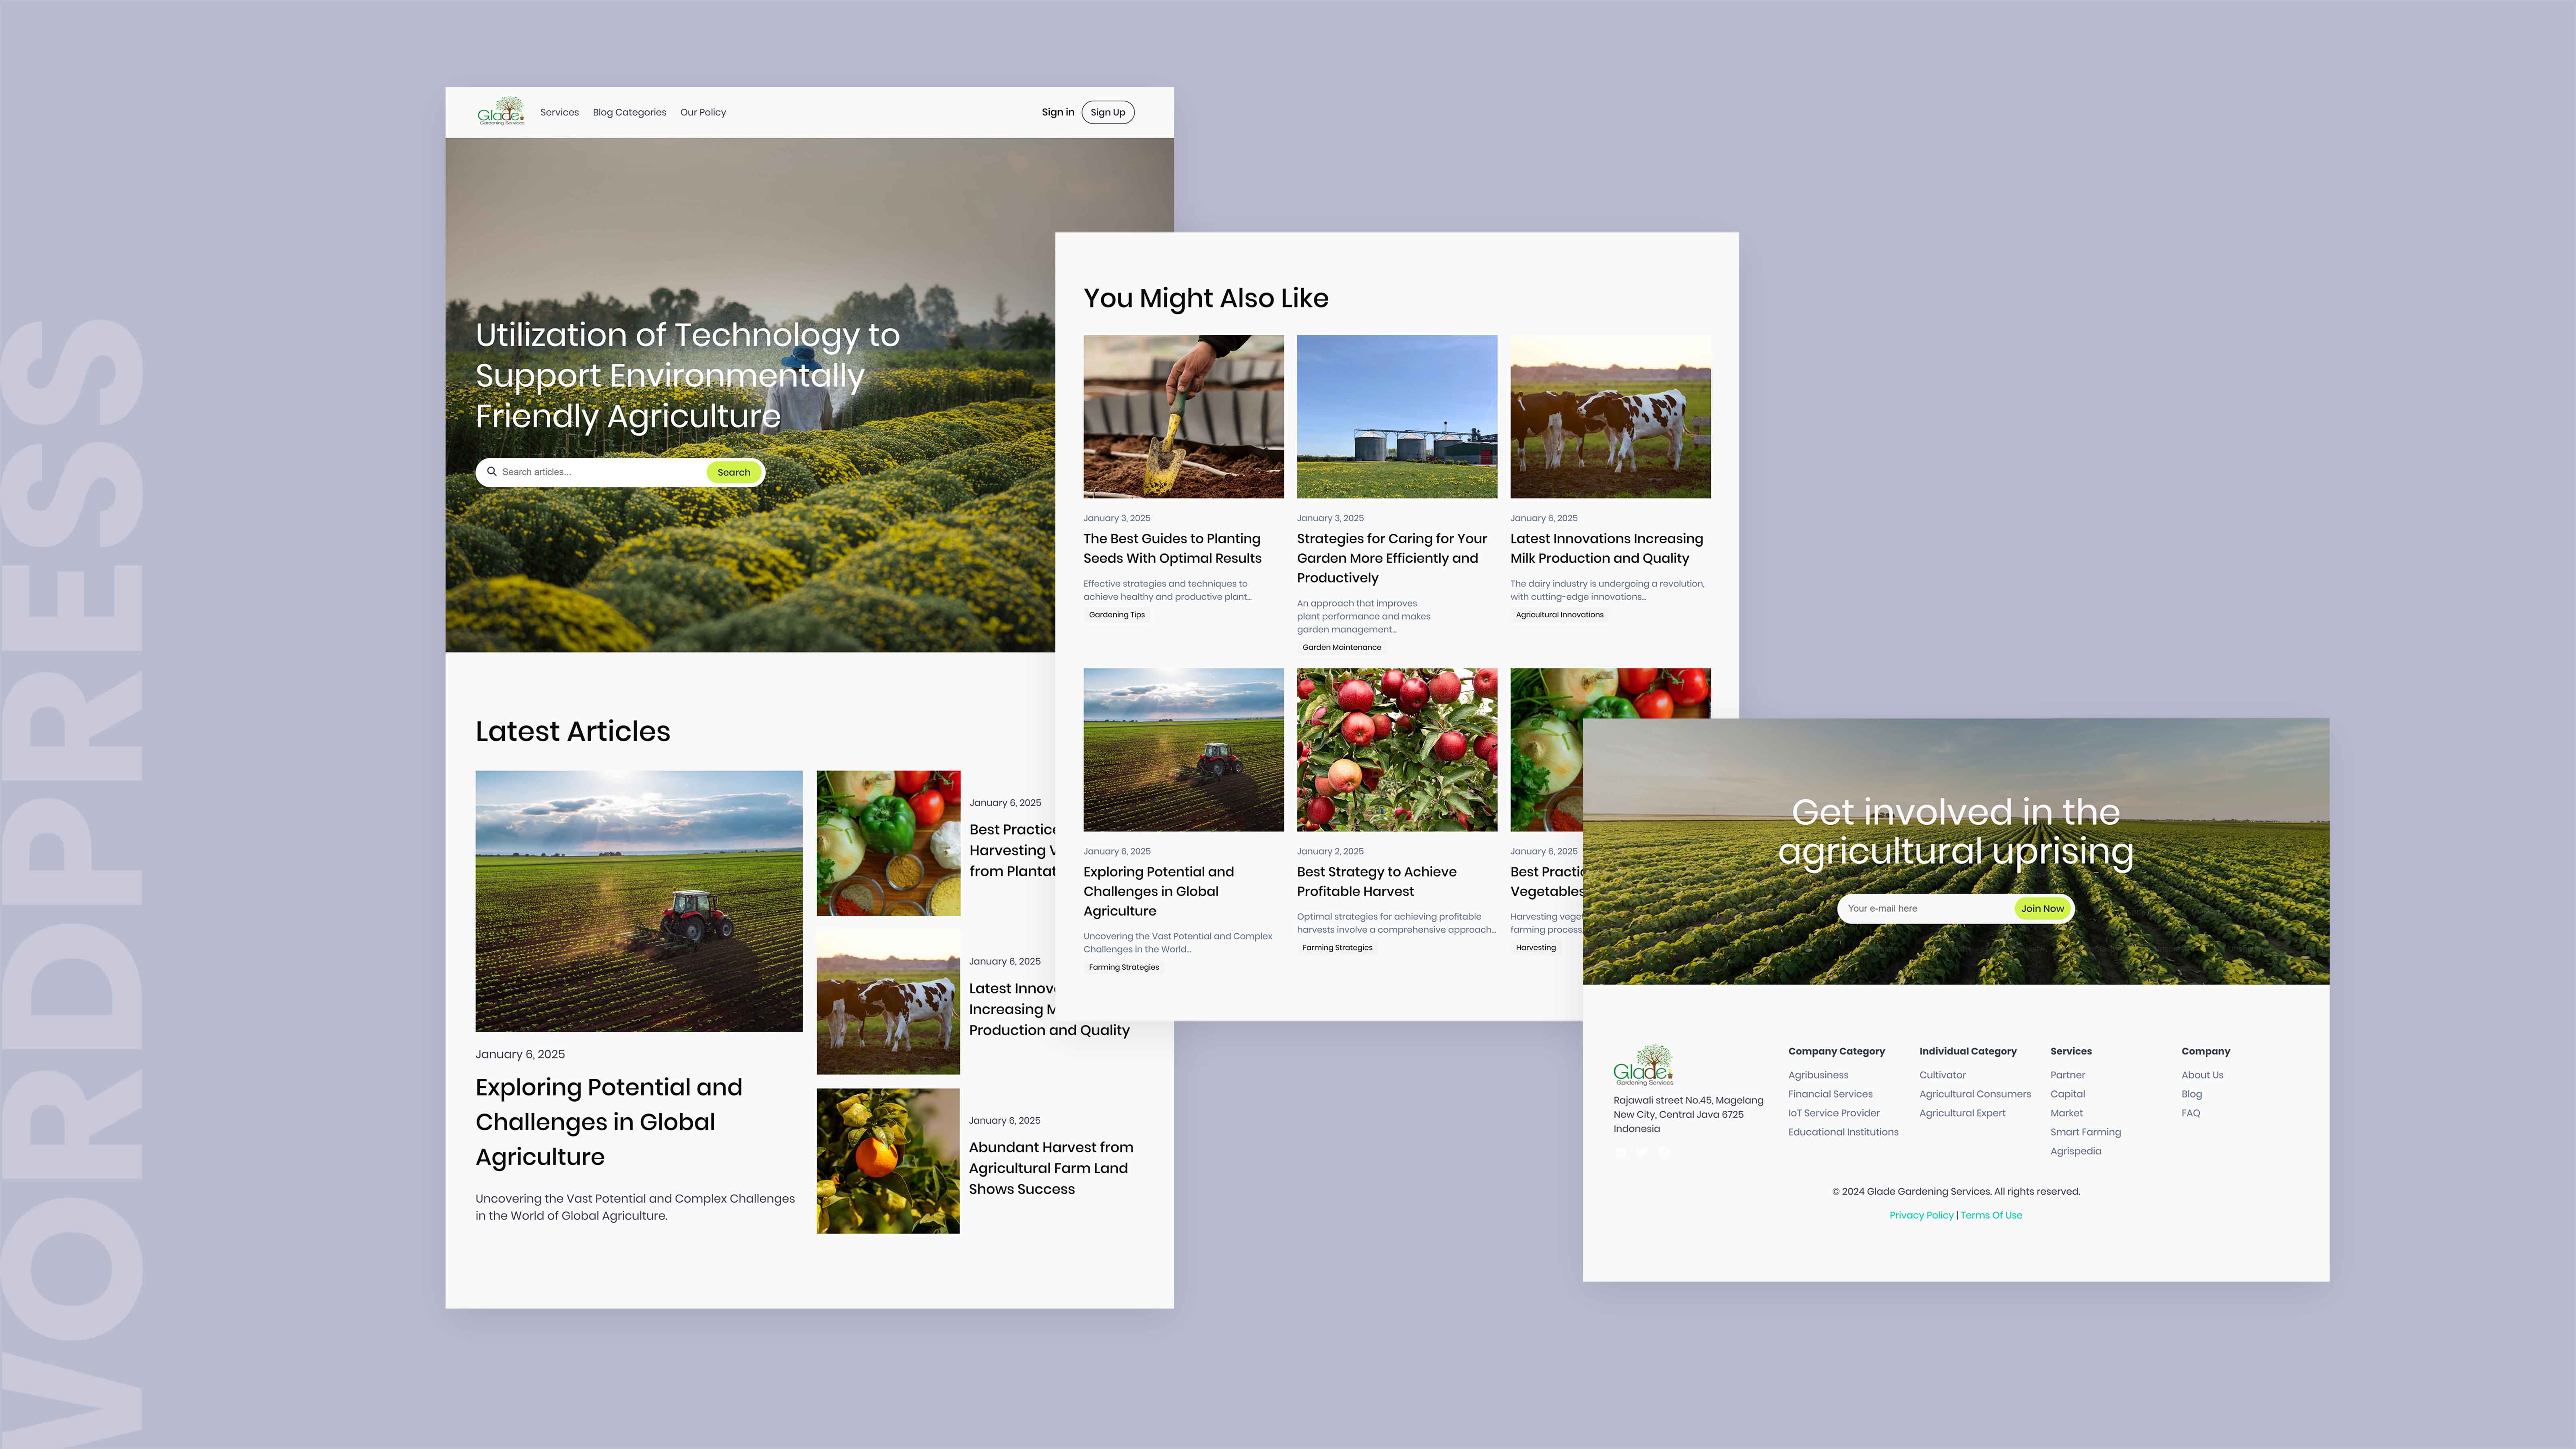 WORDPRESS
Glade
Gardening Services
Services
Blog Categories
Our Policy
Sign in
Sign Up
Utilization of Technology to
Support Environmentally
Friendly Agriculture
Search articles...
Search
Latest Articles
January 6, 2025
Exploring Potential and
Challenges in Global
Agriculture
Uncovering the Vast Potential and Complex Challenges
in the World of Global Agriculture.
January 6, 2025
Best Practice
Harvesting V
from Plantat
January 6, 2025
Latest Innov
Increasing M
Production and Quality
January 6, 2025
Abundant Harvest from
Agricultural Farm Land
Shows Success
You Might Also Like
January 3, 2025
The Best Guides to Planting
Seeds With Optimal Results
Effective strategies and techniques to
achieve healthy and productive plant...
Gardening Tips
January 3, 2025
Strategies for Caring for Your
Garden More Efficiently and
Productively
An approach that improves
plant performance and makes
garden management...
Garden Maintenance
January 6, 2025
Latest Innovations Increasing
Milk Production and Quality
The dairy industry is undergoing a revolution,
with cutting-edge innovations...
Agricultural Innovations
January 6, 2025
Exploring Potential and
Challenges in Global
Agriculture
Uncovering the Vast Potential and Complex
Challenges in the World...
Farming Strategies
January 2, 2025
Best Strategy to Achieve
Profitable Harvest
Optimal strategies for achieving profitable
harvests involve a comprehensive approach...
Farming Strategies
January 6, 2025
Best Practi
Vegetables
Harvesting vege
farming process,
Harvesting
Get involved in the
agricultural uprising
Your e-mail here
Join Now
Glade
Gardening Services
Rajawali street No.45, Magelang
New City, Central Java 6725
Indonesia
Company Category
Agribusiness
Financial Services
IoT Service Provider
Educational Institutions
Individual Category
Cultivator
Agricultural Consumers
Agricultural Expert
Services
Partner
Capital
Market
Smart Farming
Agrispedia
Company
About Us
Blog
FAQ
© 2024 Glade Gardening Services. All rights reserved.
Privacy Policy | Terms Of Use